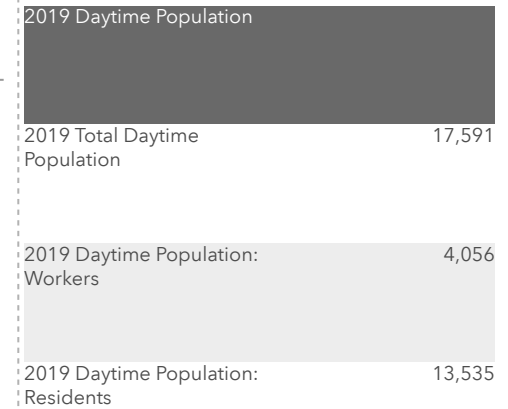 2019 Daytime Population
2019 Total Daytime 17,591
Population
2019 Daytime Population: 4,056
Workers
2019 Daytime Population: 13,535
Residents